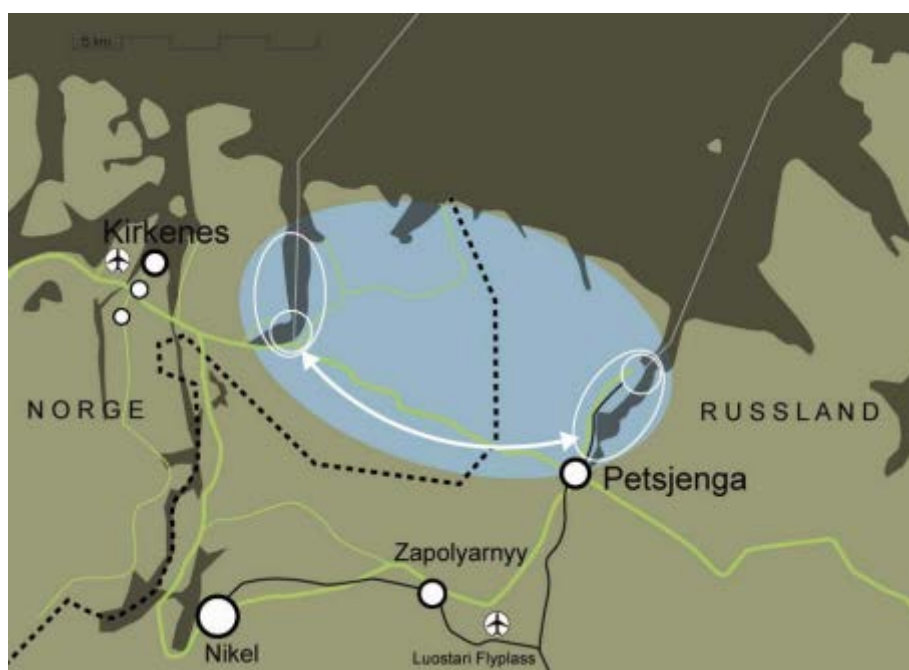 5 km
Kirkenes
NORGE
RUSSLAND
Petsjenga
Zapolyarnyy
Nikel
Luostari Flyplass